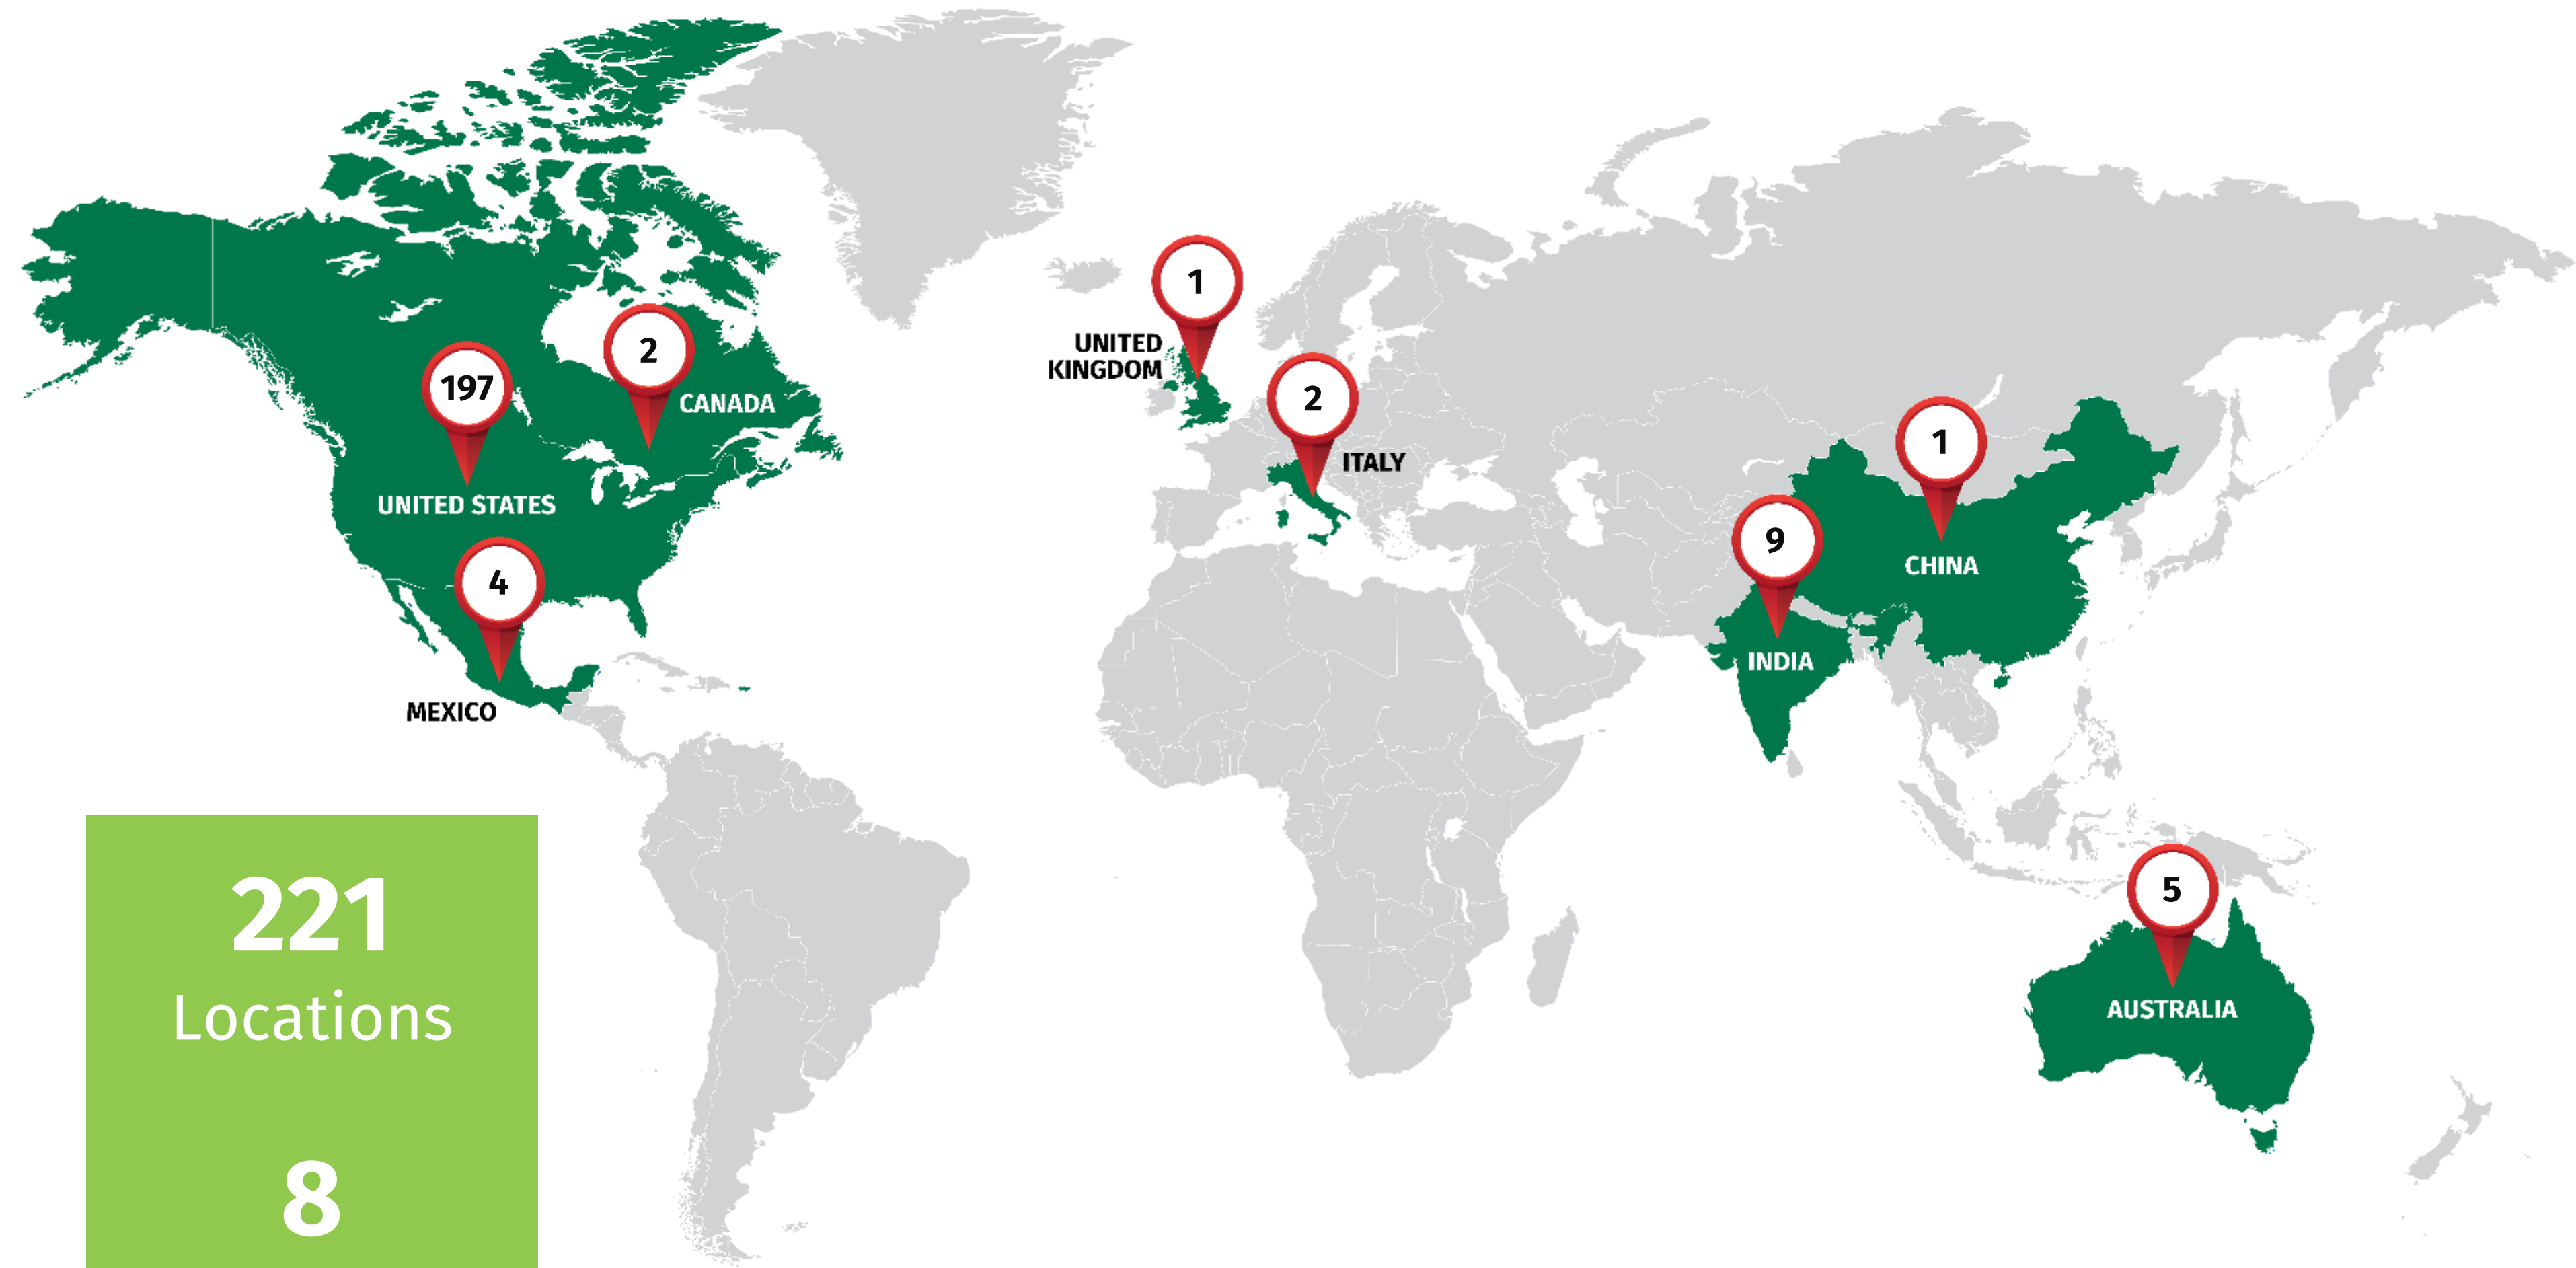 1
UNITED
KINGDOM
2
CANADA
197
UNITED STATES
2
ITALY
1
CHINA
9
INDIA
4
MEXICO
5
AUSTRALIA
221
Locations
8